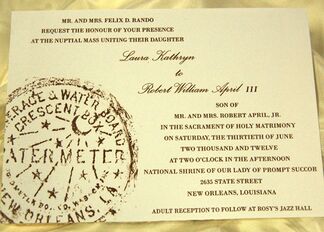 MR. AND MRS. FELIX D. RANDO
REQUEST THE HONOUR OF YOUR PRESENCE
AT THE NUPTIAL MASS UNITING THEIR DAUGHTER
Laura Kathryn
to
Robert William April III
SON OF
MR. AND MRS. ROBERT APRIL, JR.
IN THE SACRAMENT OF HOLY MATRIMONY
ON SATURDAY, THE THIRTIETH OF JUNE
TWO THOUSAND AND TWELVE
AT TWO O'CLOCK IN THE AFTERNOON
NATIONAL SHRINE OF OUR LADY OF PROMPT SUCCOR
2635 STATE STREET
NEW ORLEANS, LOUISIANA
ADULT RECEPTION TO FOLLOW AT ROSY'S JAZZ HALL
ERAGE & WATER BOARD
CRESCENT BOX
ATER METER
NEW ORLEANS, LA